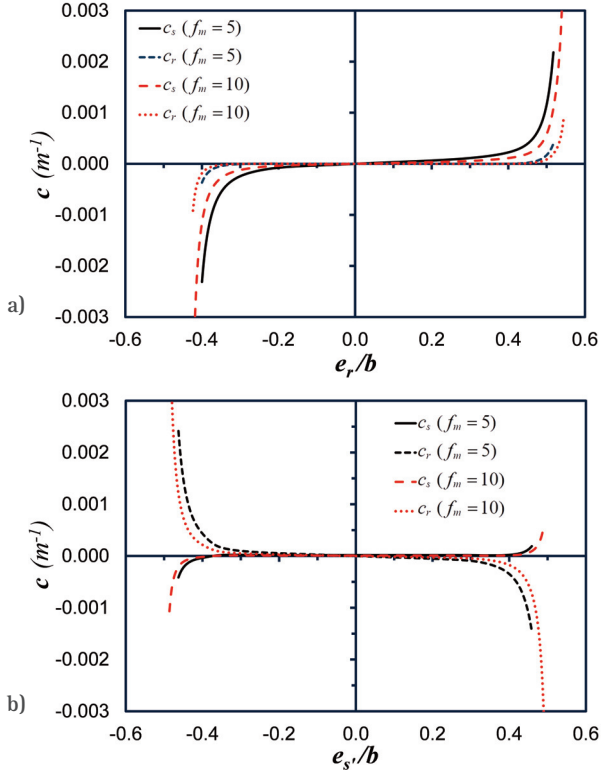 0.003
0.002
0.001
0.000
-0.001
-0.002
-0.003
c (m⁻¹)
c_s (f_m = 5)
c_r (f_m = 5)
c_s (f_m = 10)
c_r (f_m = 10)
-0.6 -0.4 -0.2 0.0 0.2 0.4 0.6
e_r/b
a)
0.003
0.002
0.001
0.000
-0.001
-0.002
-0.003
c (m⁻¹)
c_s (f_m = 5)
c_r (f_m = 5)
c_s (f_m = 10)
c_r (f_m = 10)
-0.6 -0.4 -0.2 0.0 0.2 0.4 0.6
e_s'/b
b)